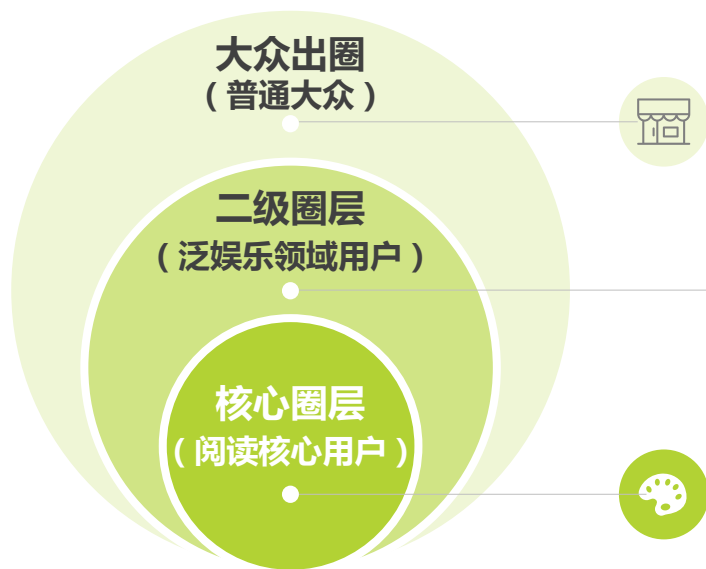 大众出圈
（普通大众）
二级圈层
（泛娱乐领域用户）
核心圈层
（阅读核心用户）